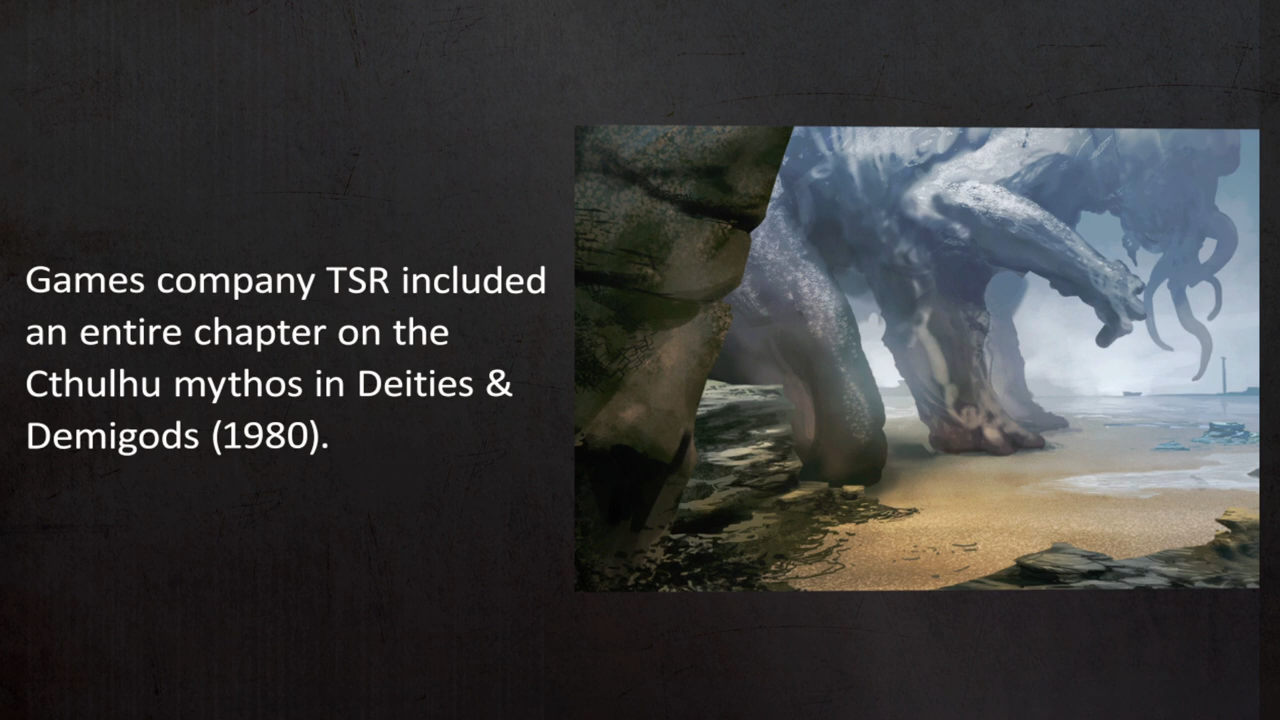 Games company TSR included
an entire chapter on the
Cthulhu mythos in Deities &
Demigods (1980).